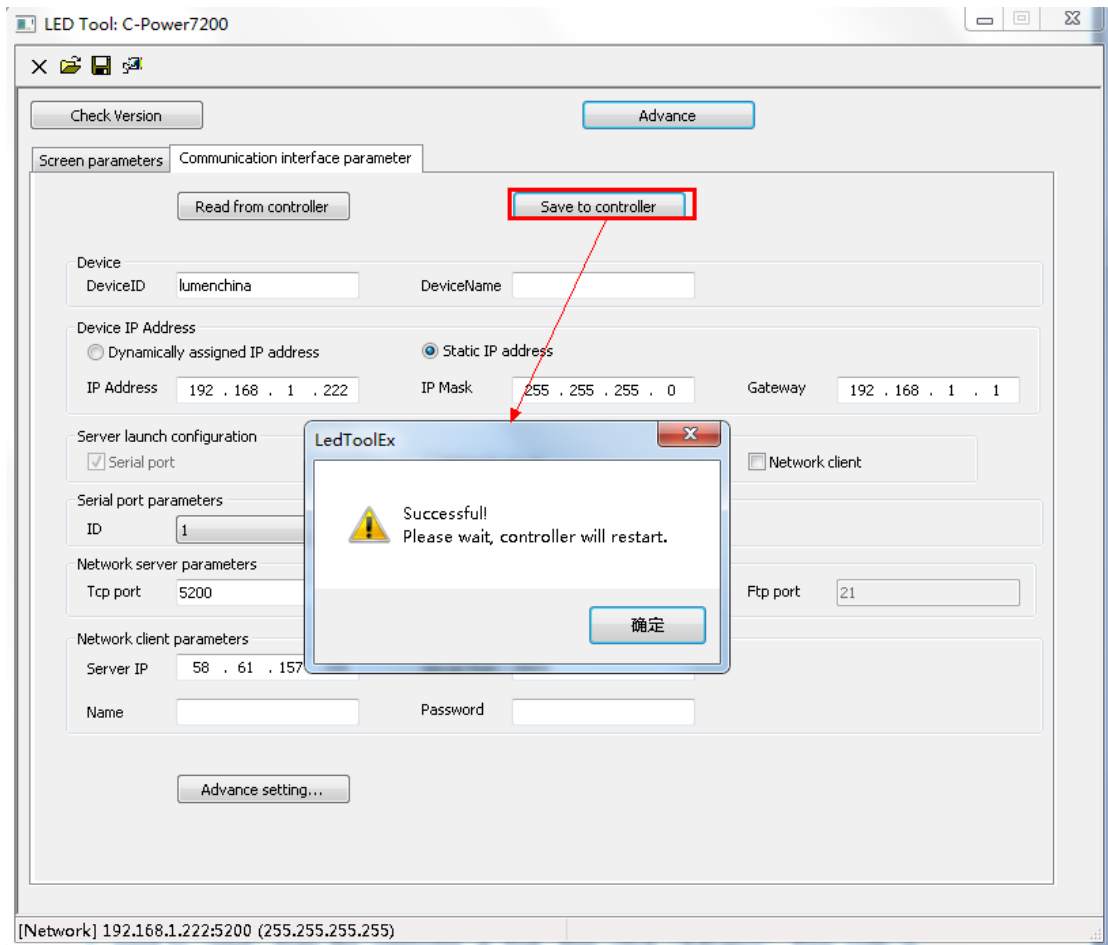 LED Tool: C-Power7200
Check Version
Advance
Screen parameters
Communication interface parameter
Read from controller
Save to controller
Device
DeviceID
lumenchina
DeviceName
Device IP Address
Dynamically assigned IP address
Static IP address
IP Address
192 . 168 . 1 . 222
IP Mask
255 . 255 . 255 . 0
Gateway
192 . 168 . 1 . 1
Server launch configuration
Serial port
Network client
LedToolEx
Successful!
Please wait, controller will restart.
确定
Serial port parameters
ID
1
Network server parameters
Tcp port
5200
Ftp port
21
Network client parameters
Server IP
58 . 61 . 157
Name
Password
Advance setting...
[Network] 192.168.1.222:5200 (255.255.255.255)